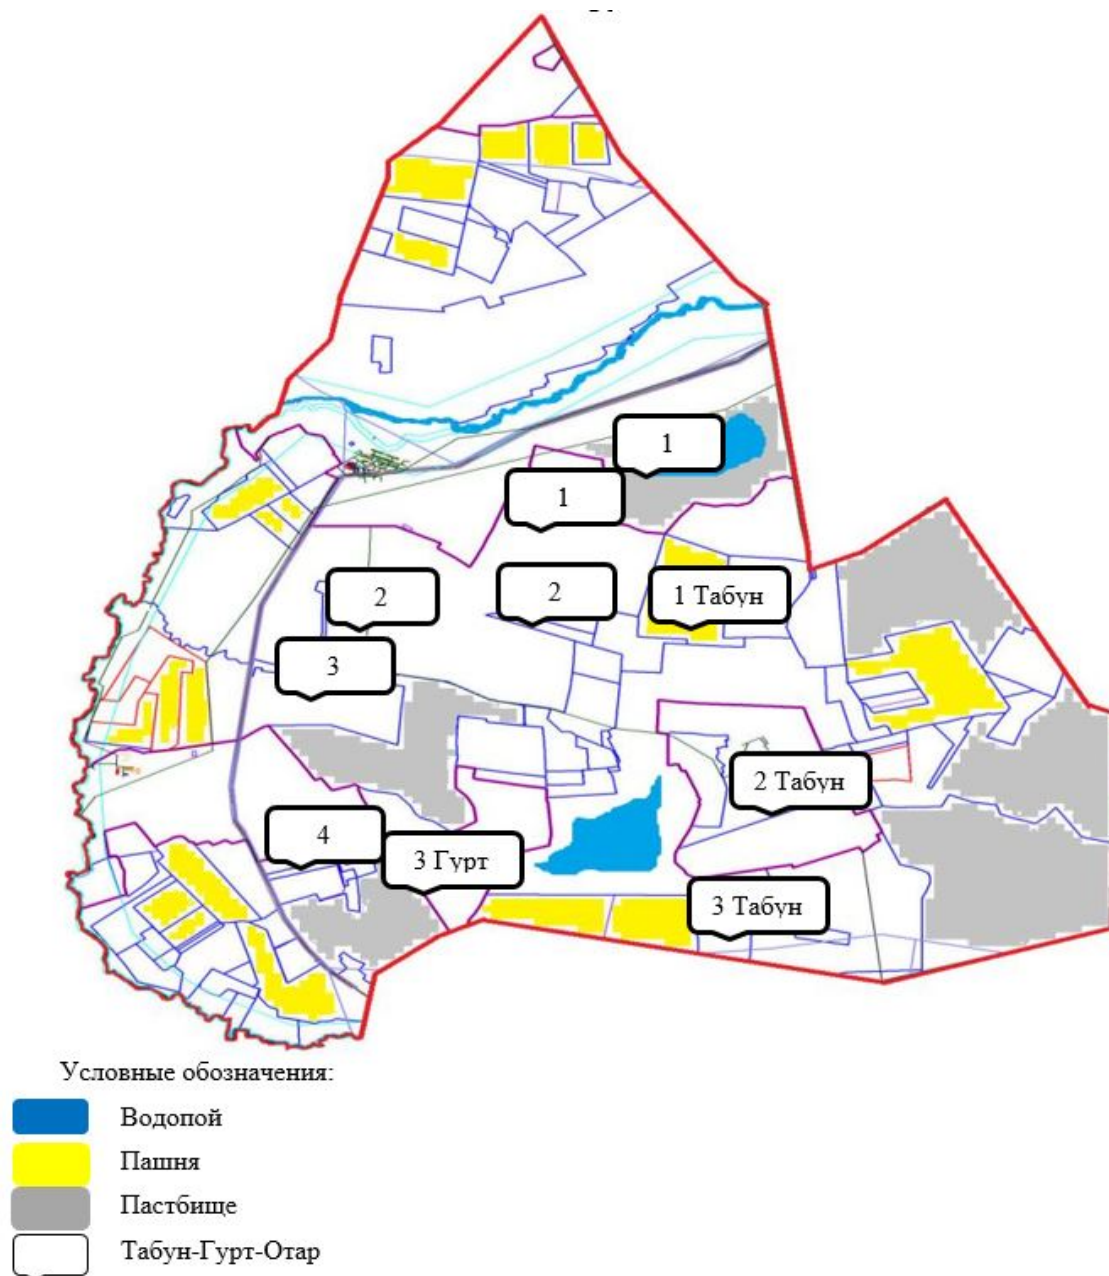 1
1
2
2
1 Табун
3
2 Табун
4
3 Гурт
3 Табун
Условные обозначения:
Водопой
Пашня
Пастбище
Табун-Гурт-Отар